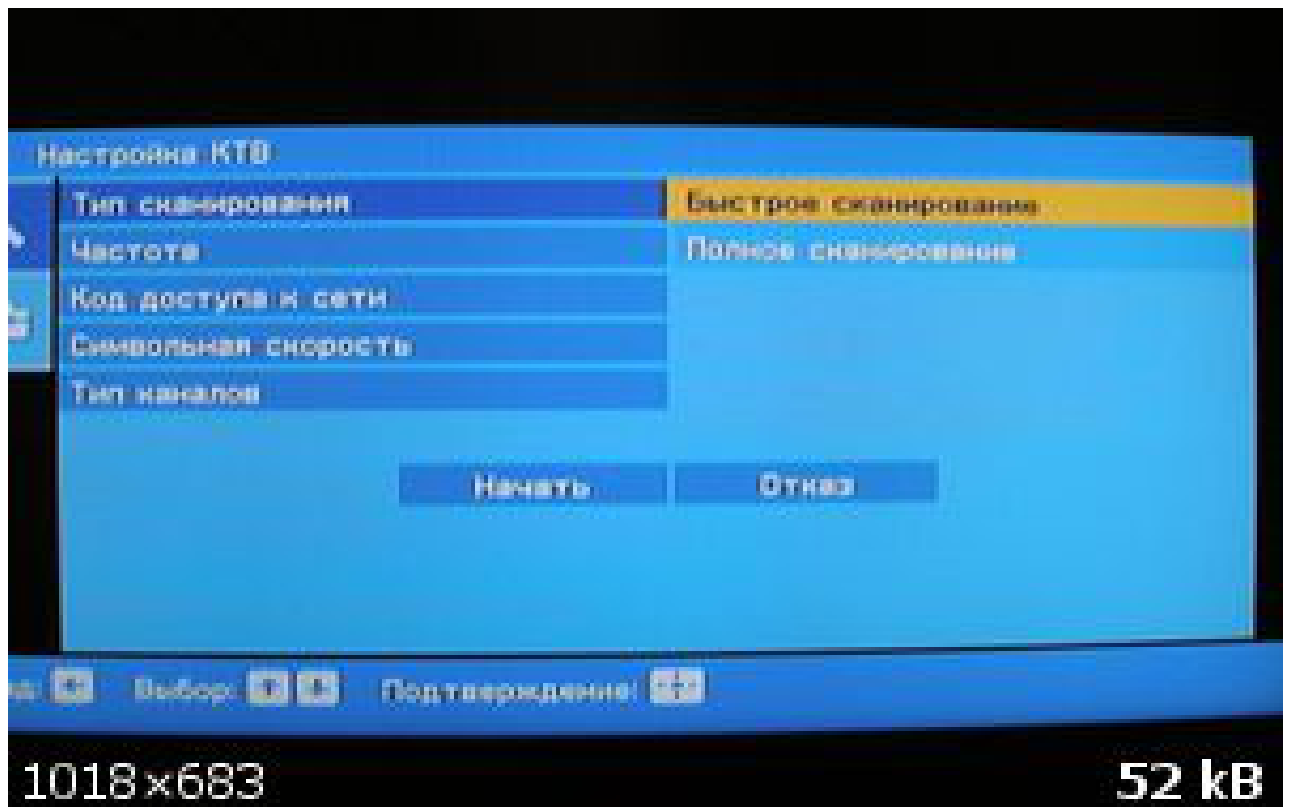 Настройка КТВ
Тип сканирования
Быстрое сканирование
Частота
Полное сканирование
Код доступа к сети
Символьная скорость
Тип каналов
Начать Отказ
Выбор: Подтверждение:
1018×683 52 kB